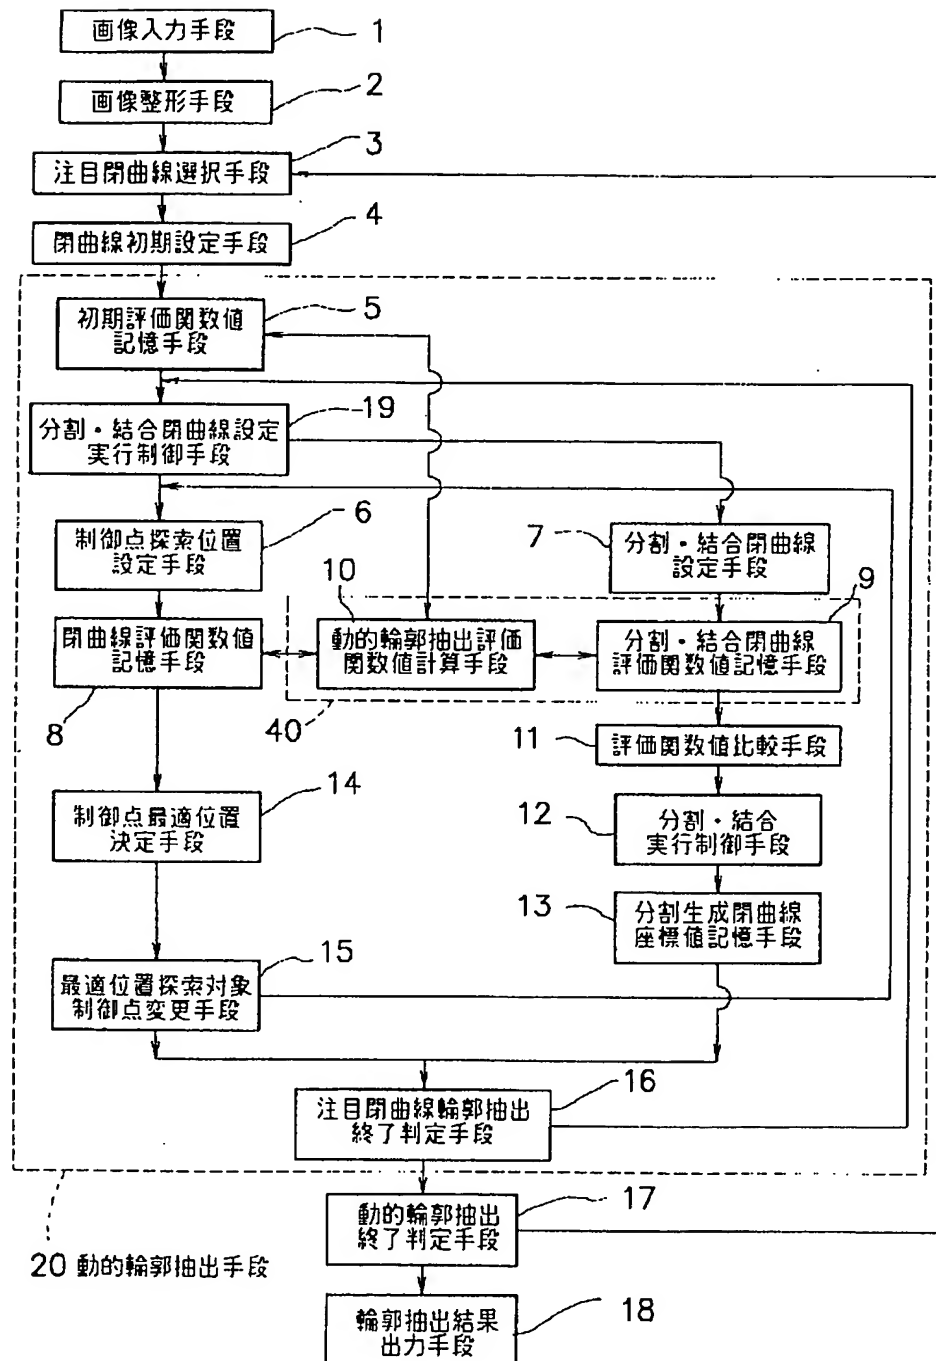 画像入力手段
1
画像整形手段
2
注目閉曲線選択手段
3
閉曲線初期設定手段
4
初期評価関数値
記憶手段
5
分割・結合閉曲線設定
実行制御手段
19
制御点探索位置
設定手段
6
7
分割・結合閉曲線
設定手段
閉曲線評価関数値
記憶手段
8
10
動的輪郭抽出評価
関数値計算手段
40
9
分割・結合閉曲線
評価関数値記憶手段
11
評価関数値比較手段
制御点最適位置
決定手段
14
12
分割・結合
実行制御手段
13
分割生成閉曲線
座標値記憶手段
最適位置探索対象
制御点変更手段
15
注目閉曲線輪郭抽出
終了判定手段
16
動的輪郭抽出
終了判定手段
17
20 動的輪郭抽出手段
輪郭抽出結果
出力手段
18